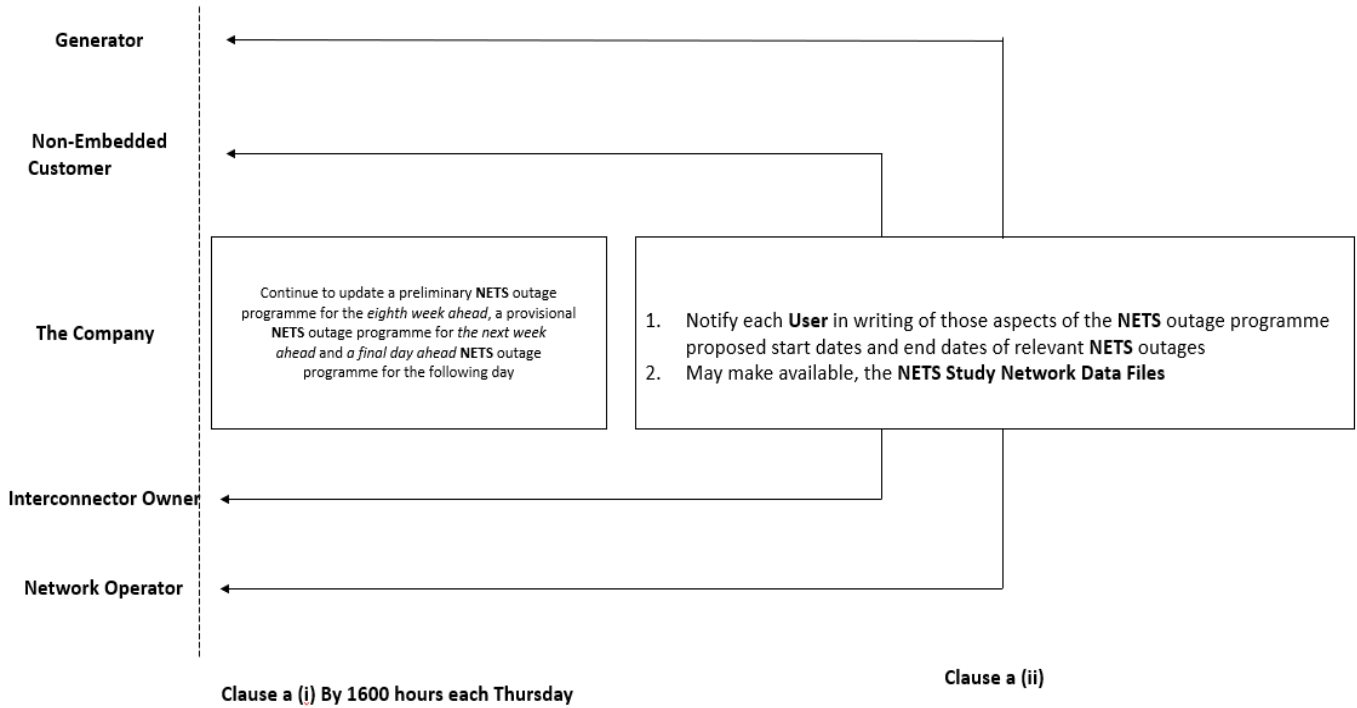 Generator
Non-Embedded
Customer
The Company
Continue to update a preliminary NETS outage
programme for the eighth week ahead, a provisional
NETS outage programme for the next week
ahead and a final day ahead NETS outage
programme for the following day
1. Notify each User in writing of those aspects of the NETS outage programme
proposed start dates and end dates of relevant NETS outages
2. May make available, the NETS Study Network Data Files
Interconnector Owner
Network Operator
Clause a (i) By 1600 hours each Thursday
Clause a (ii)